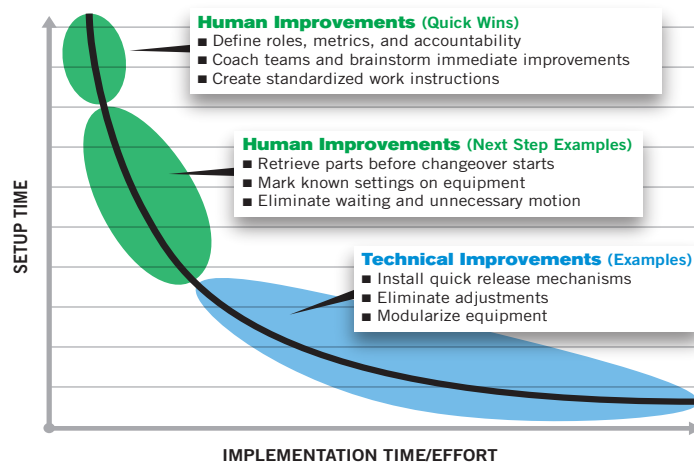 Human Improvements (Quick Wins)
■ Define roles, metrics, and accountability
■ Coach teams and brainstorm immediate improvements
■ Create standardized work instructions
Human Improvements (Next Step Examples)
■ Retrieve parts before changeover starts
■ Mark known settings on equipment
■ Eliminate waiting and unnecessary motion
Technical Improvements (Examples)
■ Install quick release mechanisms
■ Eliminate adjustments
■ Modularize equipment
SETUP TIME
IMPLEMENTATION TIME/EFFORT